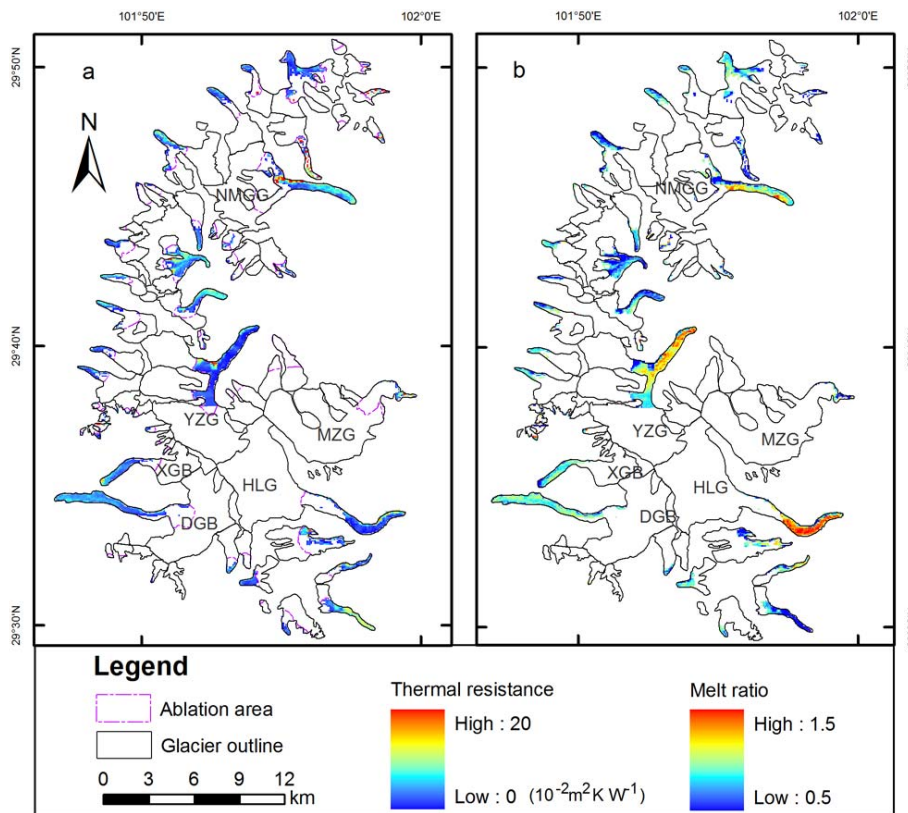 101°50'E
102°0'E
101°50'E
102°0'E
29°50'N
29°40'N
29°30'N
a
b
N
NMGG
YZG
MZG
XGB
HLG
DGB
NMGG
YZG
MZG
XGB
HLG
DGB
Legend
Ablation area
Glacier outline
0 3 6 9 12
km
Thermal resistance
High : 20
Low : 0 (10⁻²m² K W⁻¹)
Melt ratio
High : 1.5
Low : 0.5